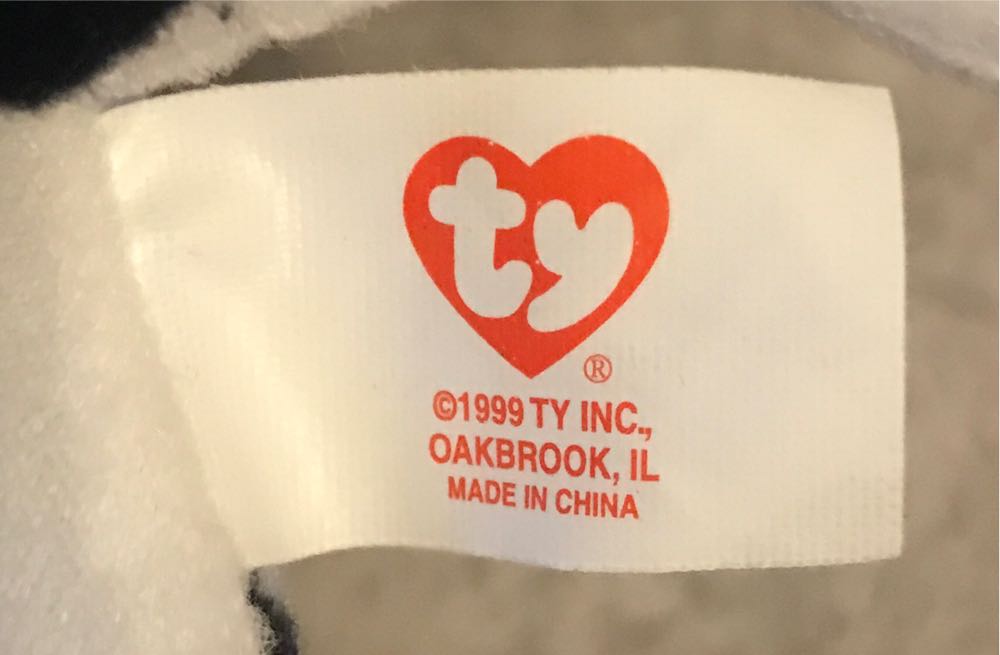 ty
®
©1999 TY INC.,
OAKBROOK, IL
MADE IN CHINA